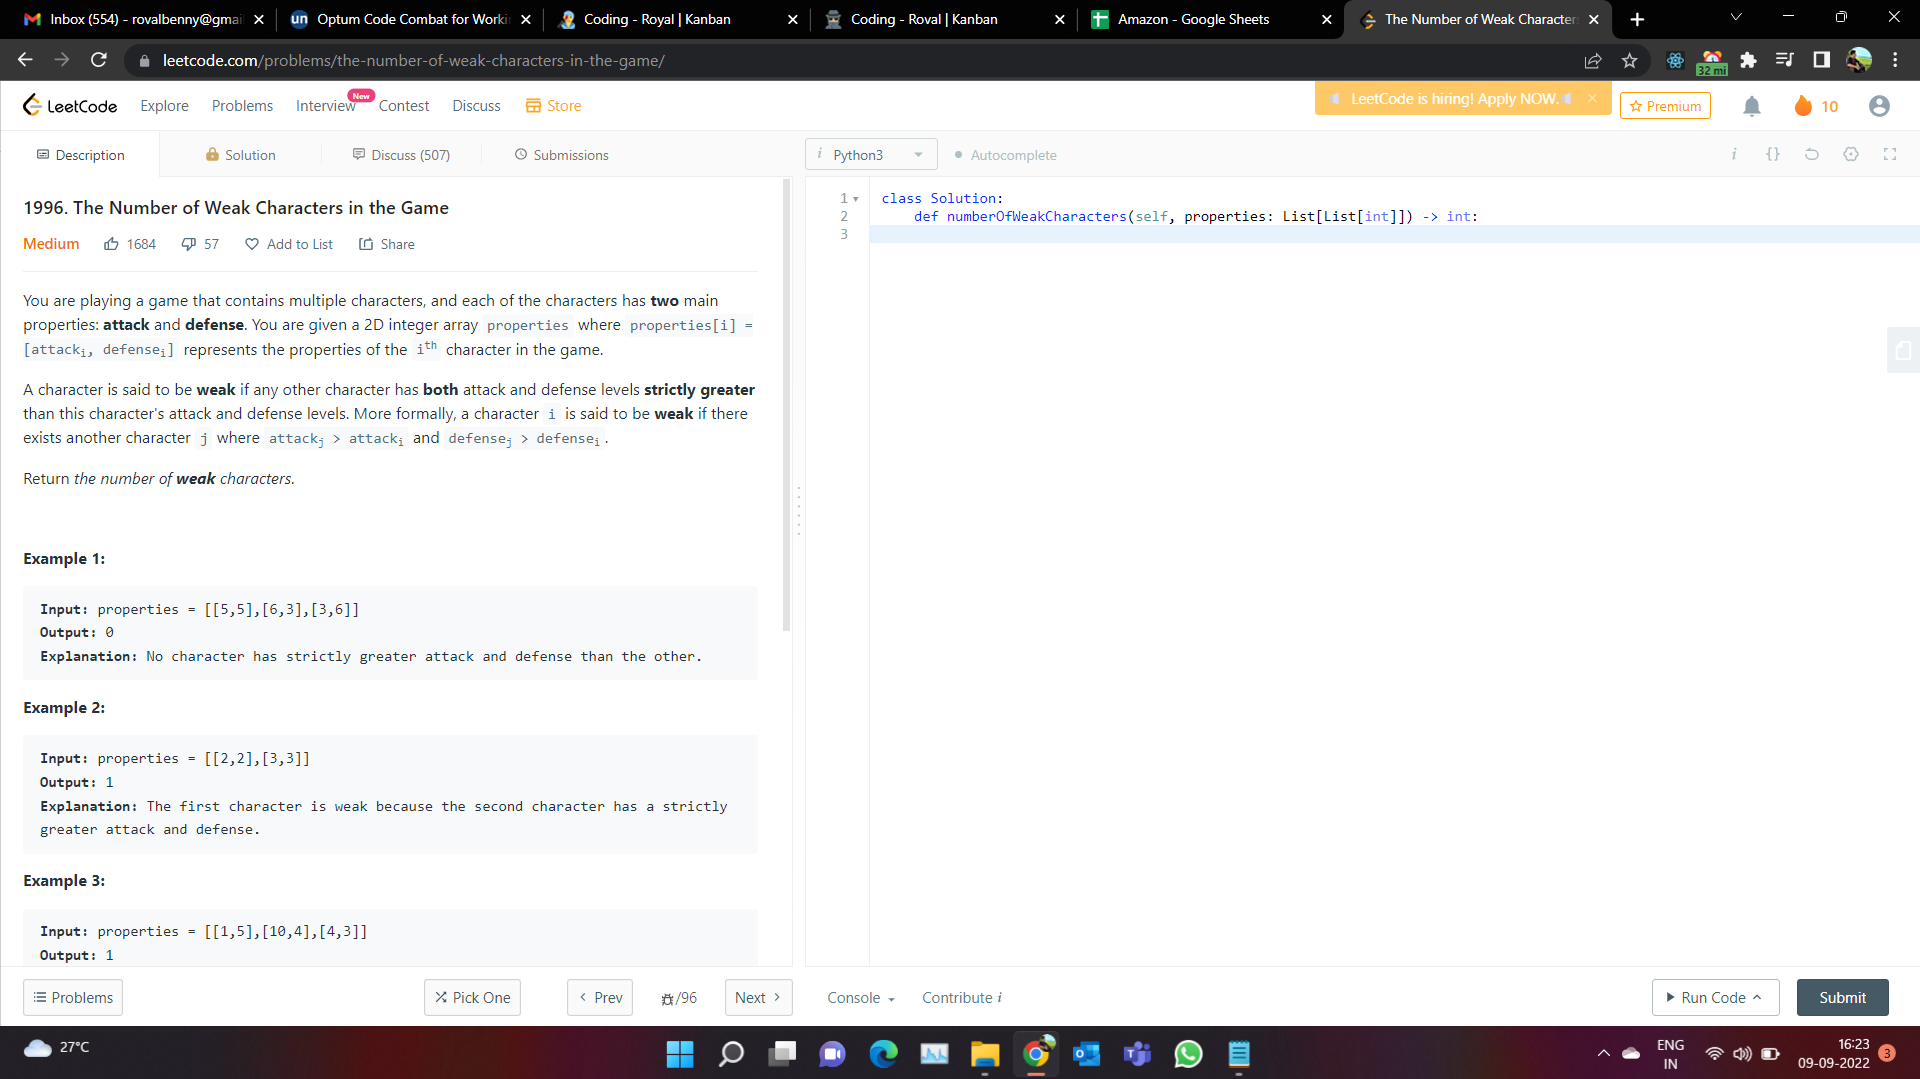 Inbox (554) - rovalbenny@gmai
Optum Code Combat for Worki
Coding - Royal | Kanban
Coding - Roval | Kanban
Amazon - Google Sheets
The Number of Weak Character
leetcode.com/problems/the-number-of-weak-characters-in-the-game/
32 mi
LeetCode Explore Problems Interview New Contest Discuss Store
LeetCode is hiring! Apply NOW.
Premium
10
Description Solution Discuss (507) Submissions
i Python3 Autocomplete
i {}
1996. The Number of Weak Characters in the Game
Medium 1684 57 Add to List Share
You are playing a game that contains multiple characters, and each of the characters has two main
properties: attack and defense. You are given a 2D integer array properties where properties[i] =
[attackᵢ, defenseᵢ] represents the properties of the iᵗʰ character in the game.
A character is said to be weak if any other character has both attack and defense levels strictly greater
than this character's attack and defense levels. More formally, a character i is said to be weak if there
exists another character j where attackⱼ > attackᵢ and defenseⱼ > defenseᵢ.
Return the number of weak characters.
Example 1:
Input: properties = [[5,5],[6,3],[3,6]]
Output: 0
Explanation: No character has strictly greater attack and defense than the other.
Example 2:
Input: properties = [[2,2],[3,3]]
Output: 1
Explanation: The first character is weak because the second character has a strictly
greater attack and defense.
Example 3:
Input: properties = [[1,5],[10,4],[4,3]]
Output: 1
1 class Solution:
2 def numberOfWeakCharacters(self, properties: List[List[int]]) -> int:
3
Problems Pick One Prev /96 Next Console Contribute i Run Code Submit
27°C
ENG
IN
16:23
09-09-2022
3